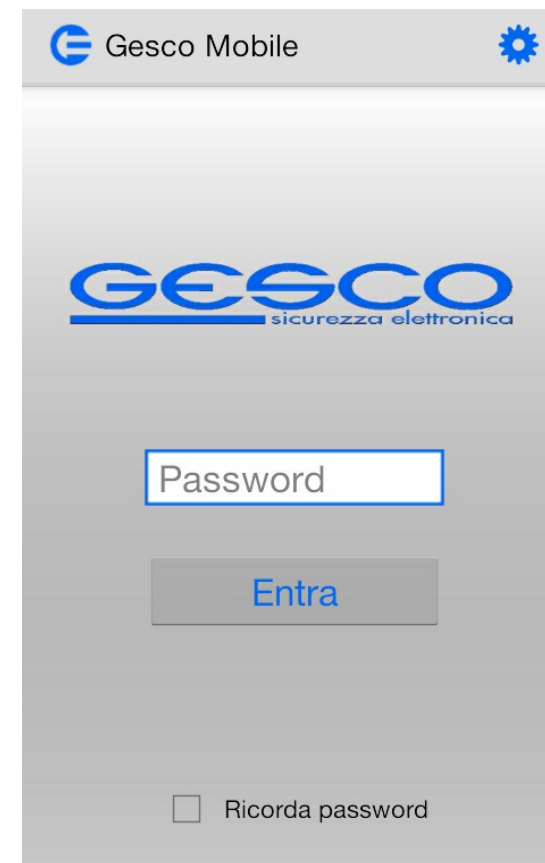 Gesco Mobile
GESCO
sicurezza elettronica
Password
Entra
Ricorda password